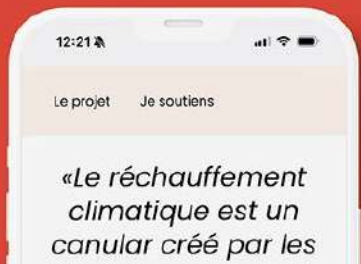 12:21
Le projet Je soutiens
«Le réchauffement
climatique est un
canular créé par les